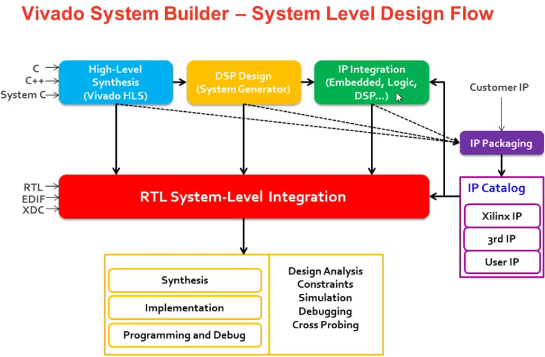 Vivado System Builder – System Level Design Flow
C
C++
System C
High-Level
Synthesis
(Vivado HLS)
DSP Design
(System Generator)
IP Integration
(Embedded, Logic,
DSP...)
Customer IP
IP Packaging
RTL
EDIF
XDC
RTL System-Level Integration
IP Catalog
Xilinx IP
3rd IP
User IP
Synthesis
Implementation
Programming and Debug
Design Analysis
Constraints
Simulation
Debugging
Cross Probing